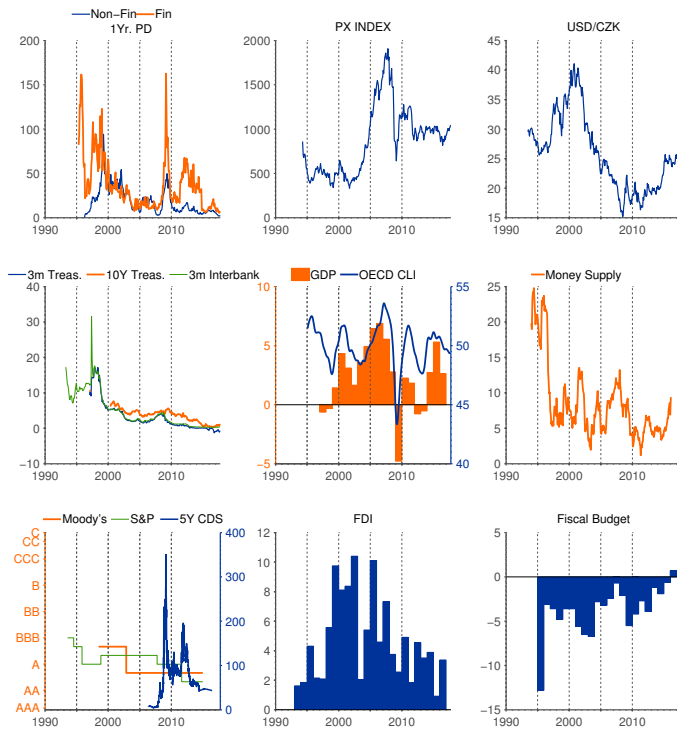 Non-Fin Fin
1Yr. PD
200
150
100
50
0
1990 2000 2010
PX INDEX
2000
1500
1000
500
0
1990 2000 2010
USD/CZK
45
40
35
30
25
20
15
1990 2000 2010
3m Treas. 10Y Treas. 3m Interbank
40
30
20
10
0
−10
1990 2000 2010
GDP OECD CLI
10 55
5 50
0 45
−5 40
1990 2000 2010
Money Supply
25
20
15
10
5
0
1990 2000 2010
Moody's S&P 5Y CDS
C 400
CC
CCC 300
B
BB 200
BBB
A 100
AA
AAA 0
1990 2000 2010
FDI
12
10
8
6
4
2
0
1990 2000 2010
Fiscal Budget
5
0
−5
−10
−15
1990 2000 2010